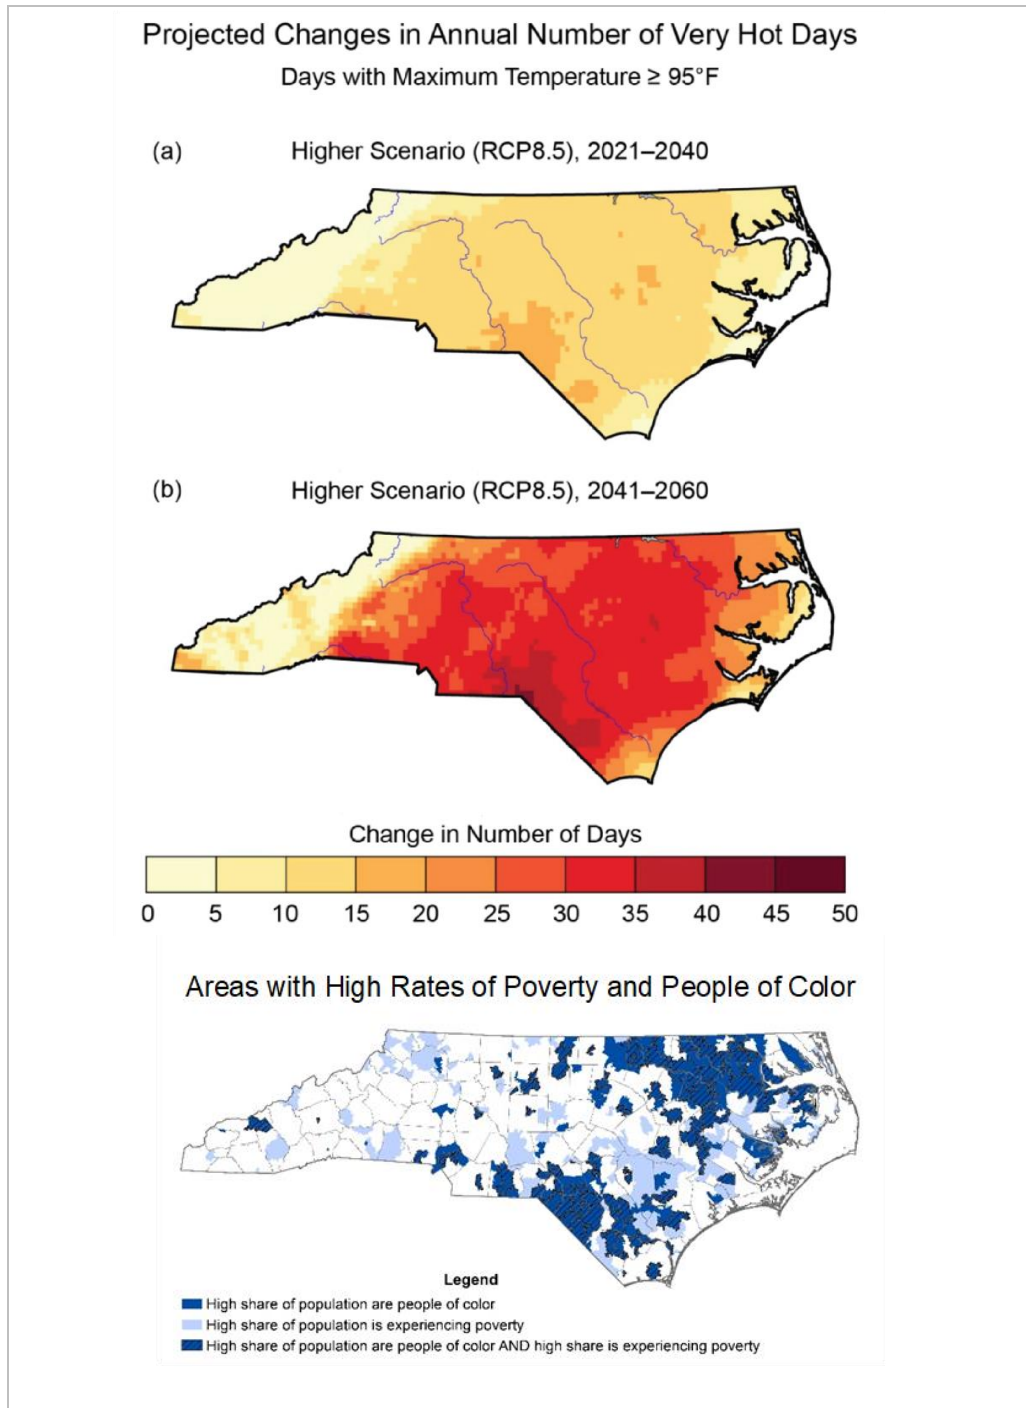 Projected Changes in Annual Number of Very Hot Days
Days with Maximum Temperature ≥ 95°F
(a) Higher Scenario (RCP8.5), 2021–2040
(b) Higher Scenario (RCP8.5), 2041–2060
Change in Number of Days
0 5 10 15 20 25 30 35 40 45 50
Areas with High Rates of Poverty and People of Color
Legend
High share of population are people of color
High share of population is experiencing poverty
High share of population are people of color AND high share is experiencing poverty